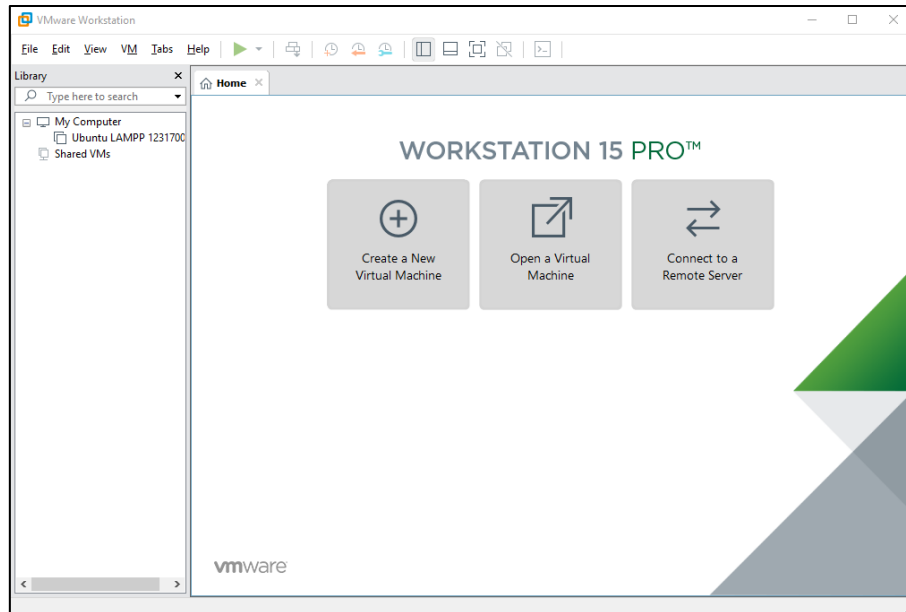 VMware Workstation
File Edit View VM Tabs Help
Library
Type here to search
My Computer
Ubuntu LAMPP 1231700
Shared VMs
Home
WORKSTATION 15 PRO™
Create a New
Virtual Machine
Open a Virtual
Machine
Connect to a
Remote Server
vmware